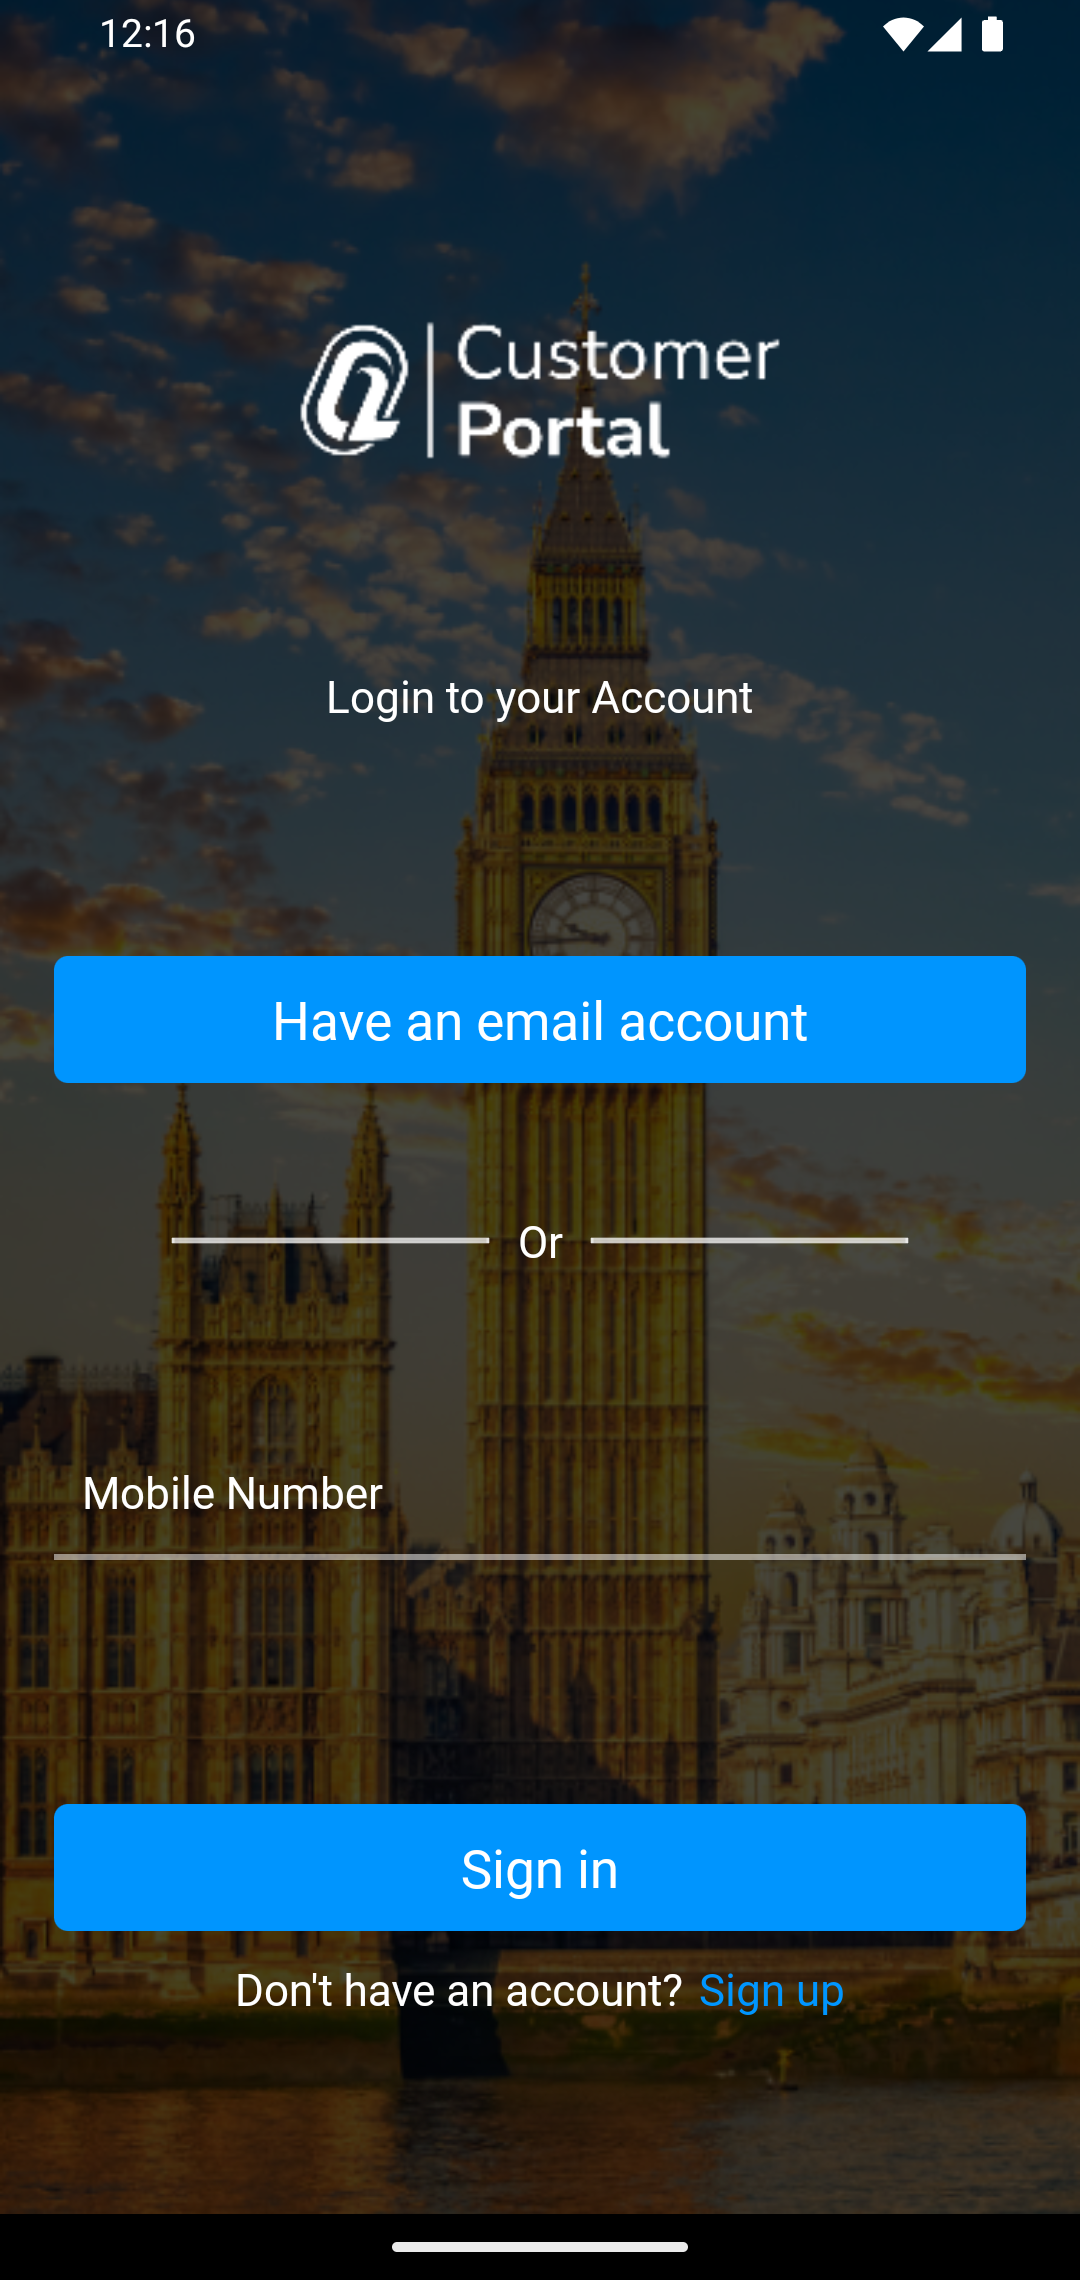 12:16
Customer
Portal
Login to your Account
Have an email account
Or
Mobile Number
Sign in
Don't have an account? Sign up